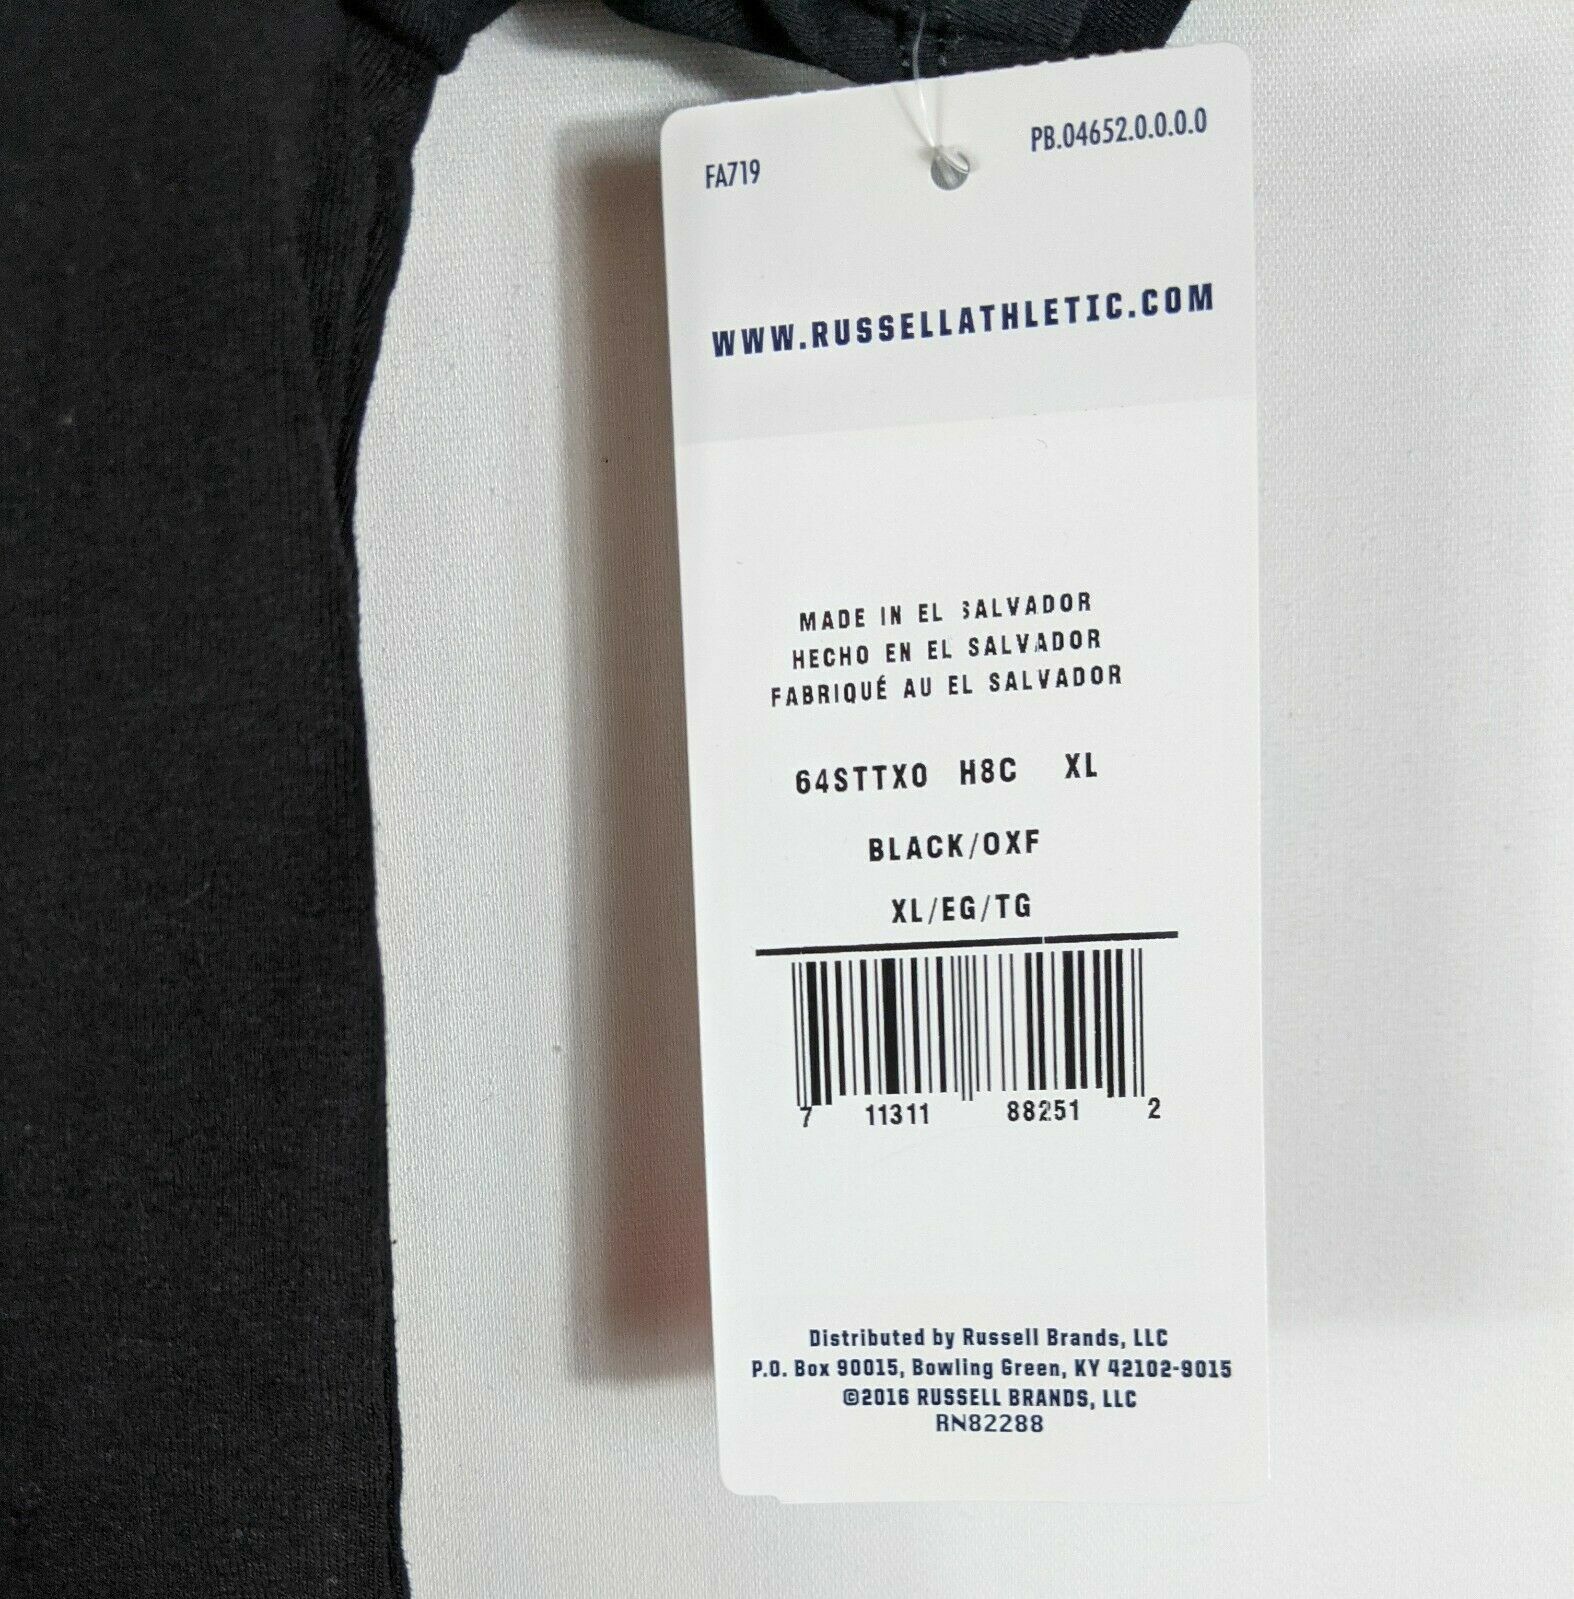 FA719 PB.04652.0.0.0.0
WWW.RUSSELLATHLETIC.COM
MADE IN EL SALVADOR
HECHO EN EL SALVADOR
FABRIQUÉ AU EL SALVADOR
64STTX0 H8C XL
BLACK/OXF
XL/EG/TG
7 11311 88251 2
Distributed by Russell Brands, LLC
P.O. Box 90015, Bowling Green, KY 42102-9015
©2016 RUSSELL BRANDS, LLC
RN82288